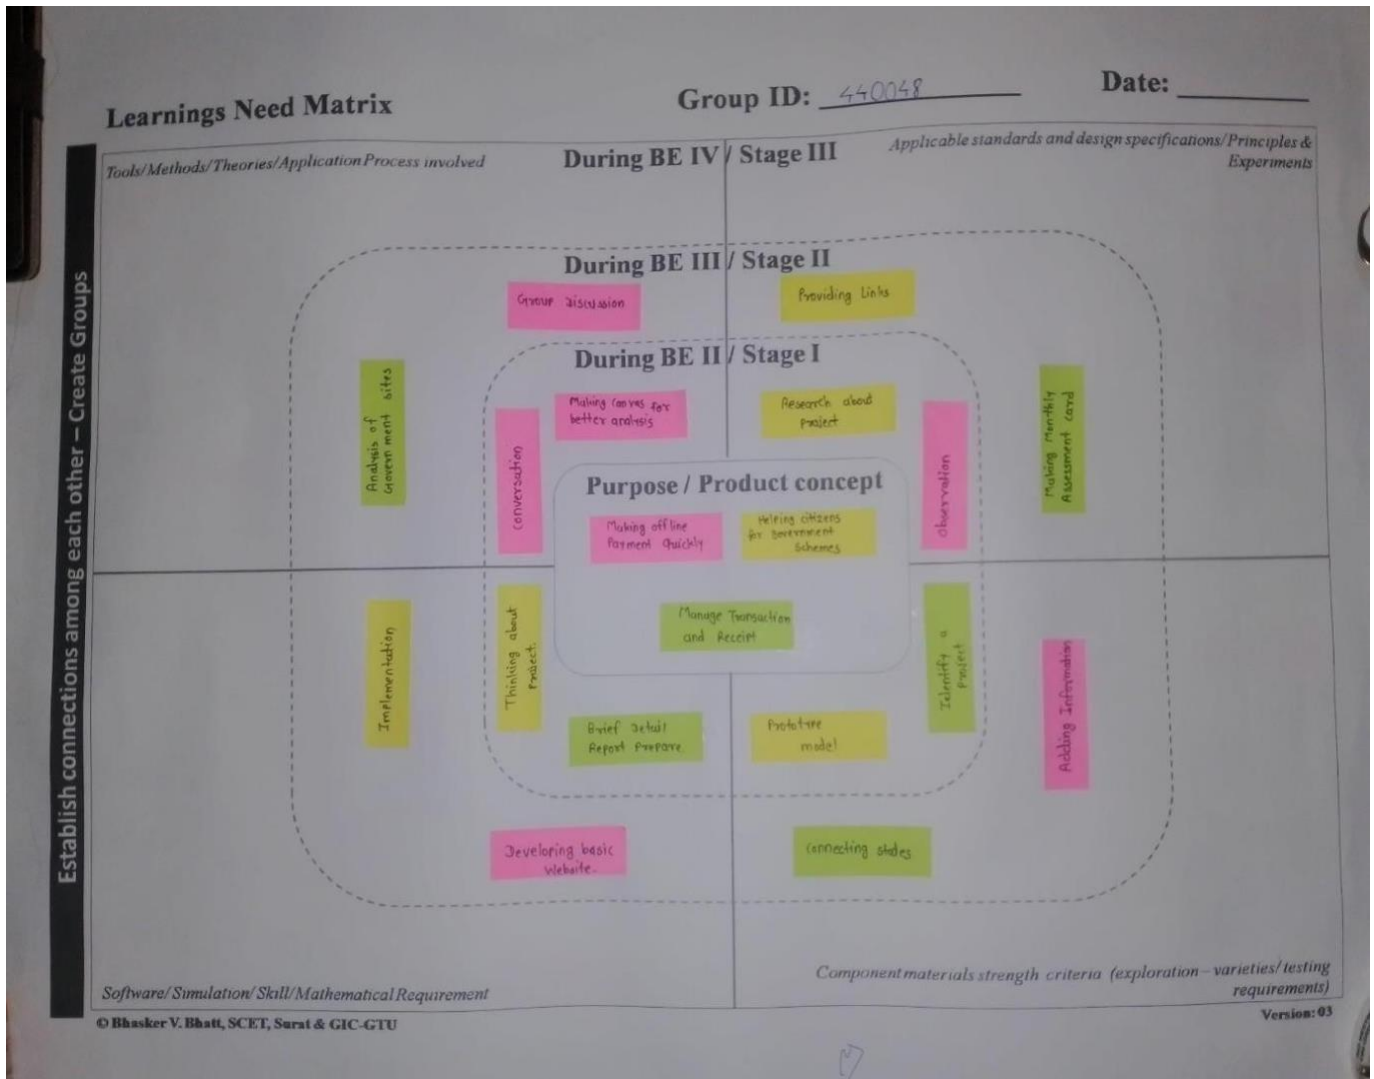 Learnings Need Matrix
Group ID: 440048
Date:
Establish connections among each other – Create Groups
Tools/Methods/Theories/Application Process involved
During BE IV / Stage III
Applicable standards and design specifications/Principles &
Experiments
During BE III / Stage II
Group Discussion
Providing Links
During BE II / Stage I
Analysis of
Government sites
Making canvas for
better analysis
Research about
Project
Making Monthly
Assessment card
Conversation
Observation
Purpose / Product concept
Making offline
Payment Quickly
Helping citizens
for Government
Schemes
Manage Transaction
and Receipt
Implementation
Thinking about
Project.
Identify a
Project
Adding Information
Brief Detail
Report Prepare
Prototype
model
Developing basic
Website.
Connecting
Software/Simulation/Skill/Mathematical Requirement
Component materials strength criteria (exploration – varieties/testing
requirements)
© Bhasker V. Bhatt, SCET, Surat & GIC-GTU
Version: 03